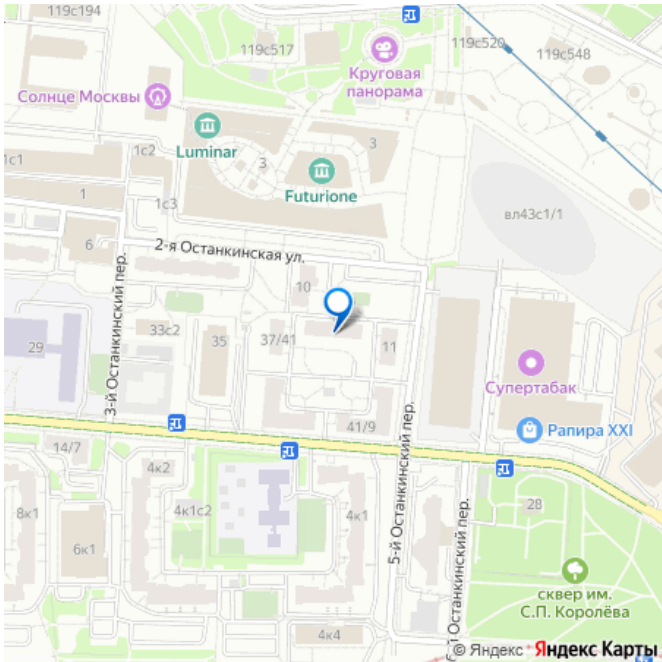 119с194
119с517
119с520
119с548
Круговая
панорама
Солнце Москвы
Luminar
3
3
Futurione
1с1
1с2
1
1с3
вл43с1/1
6
2-я Останкинская ул.
10
3-й Останкинский пер.
33с2
35
37/41
11
29
Супертабак
41/9
Рапира XXI
5-й Останкинский пер.
14/7
4к2
4к1с2
4к1
8к1
6к1
28
й Останкинский пер.
сквер им.
С.П. Королёва
4к4
© Яндекс Яндекс Карты